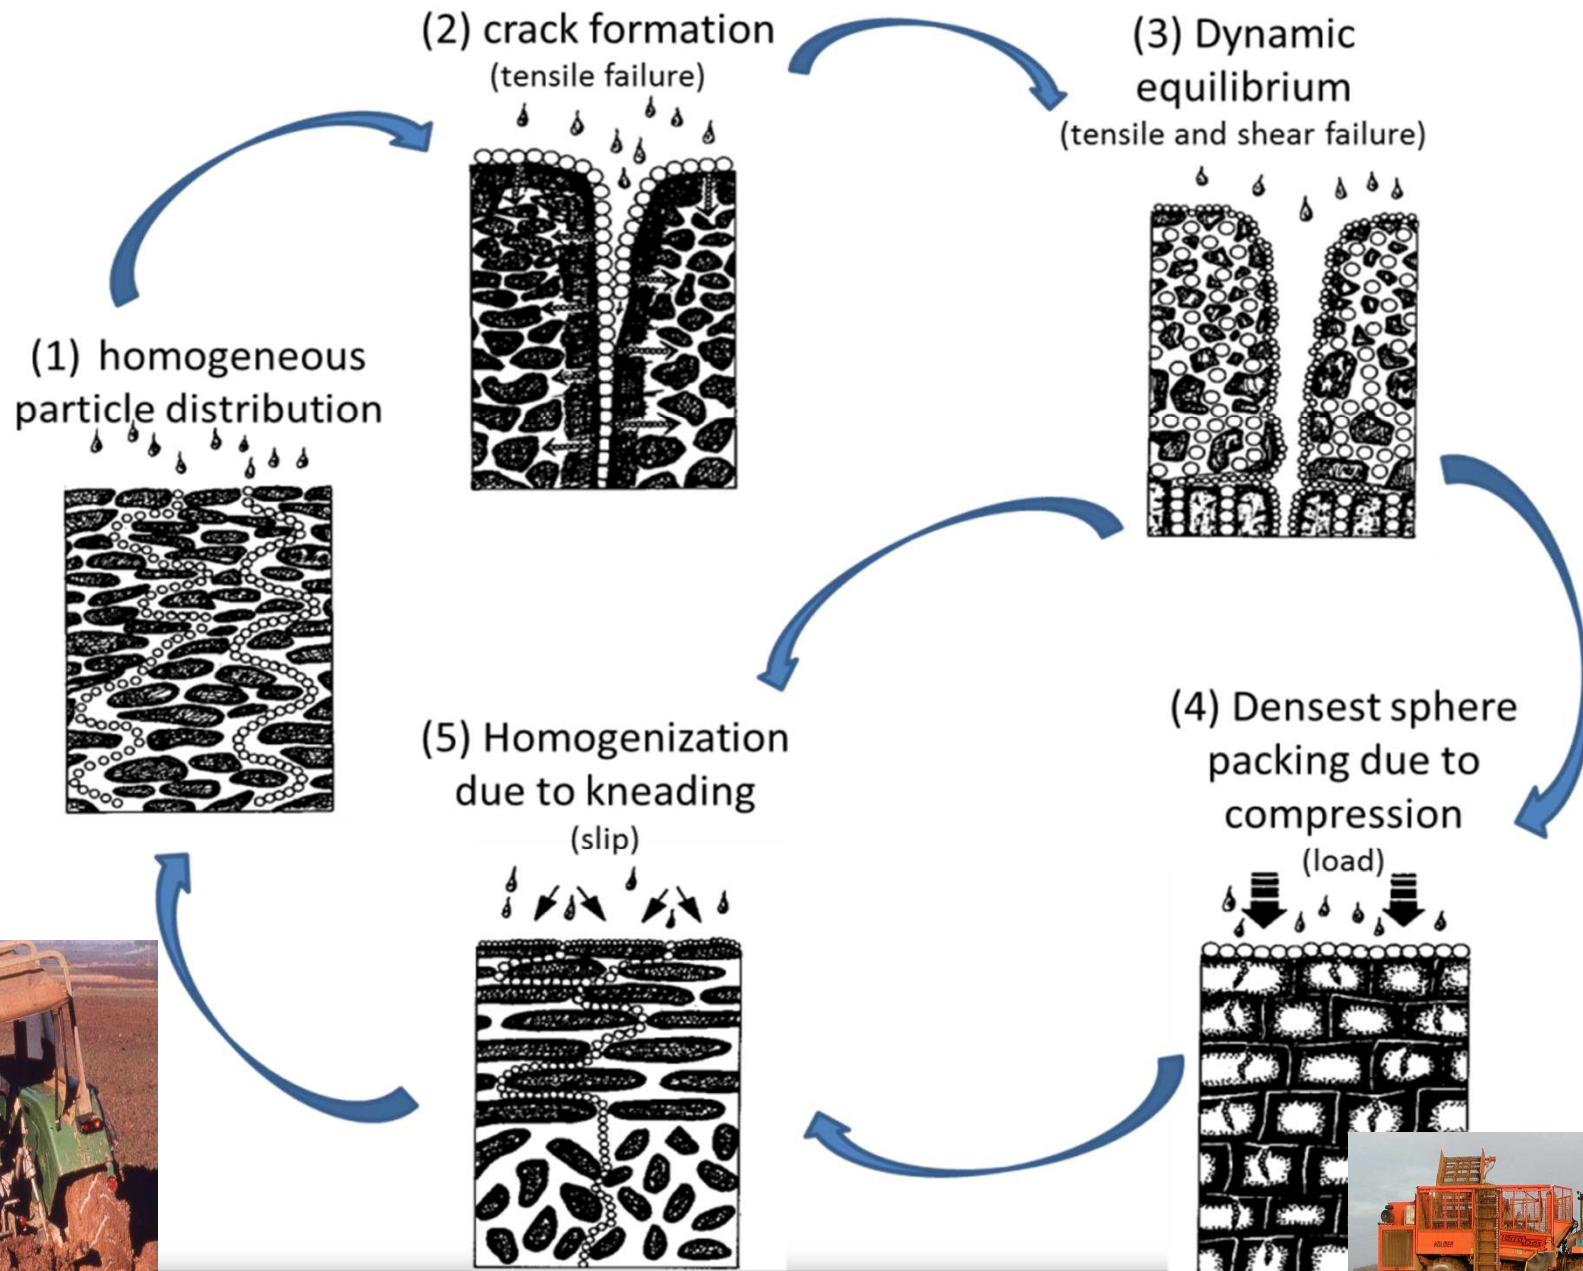 (1) homogeneous
particle distribution
(2) crack formation
(tensile failure)
(3) Dynamic
equilibrium
(tensile and shear failure)
(4) Densest sphere
packing due to
compression
(load)
(5) Homogenization
due to kneading
(slip)
HOLMER